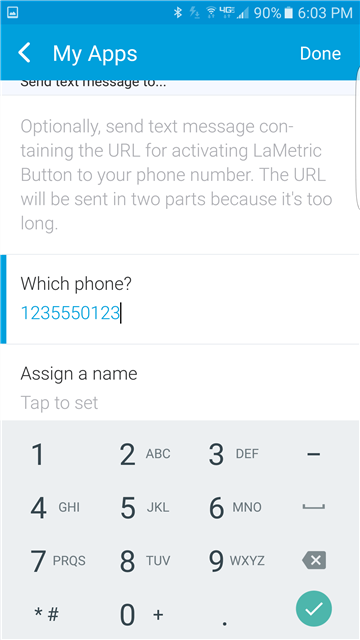 4GE 90% 6:03 PM
My Apps Done
Send text message to...
Optionally, send text message con-
taining the URL for activating LaMetric
Button to your phone number. The URL
will be sent in two parts because it's too
long.
Which phone?
1235550123
Assign a name
Tap to set
1 2 ABC 3 DEF –
4 GHI 5 JKL 6 MNO
7 PRQS 8 TUV 9 WXYZ
* # 0 + .